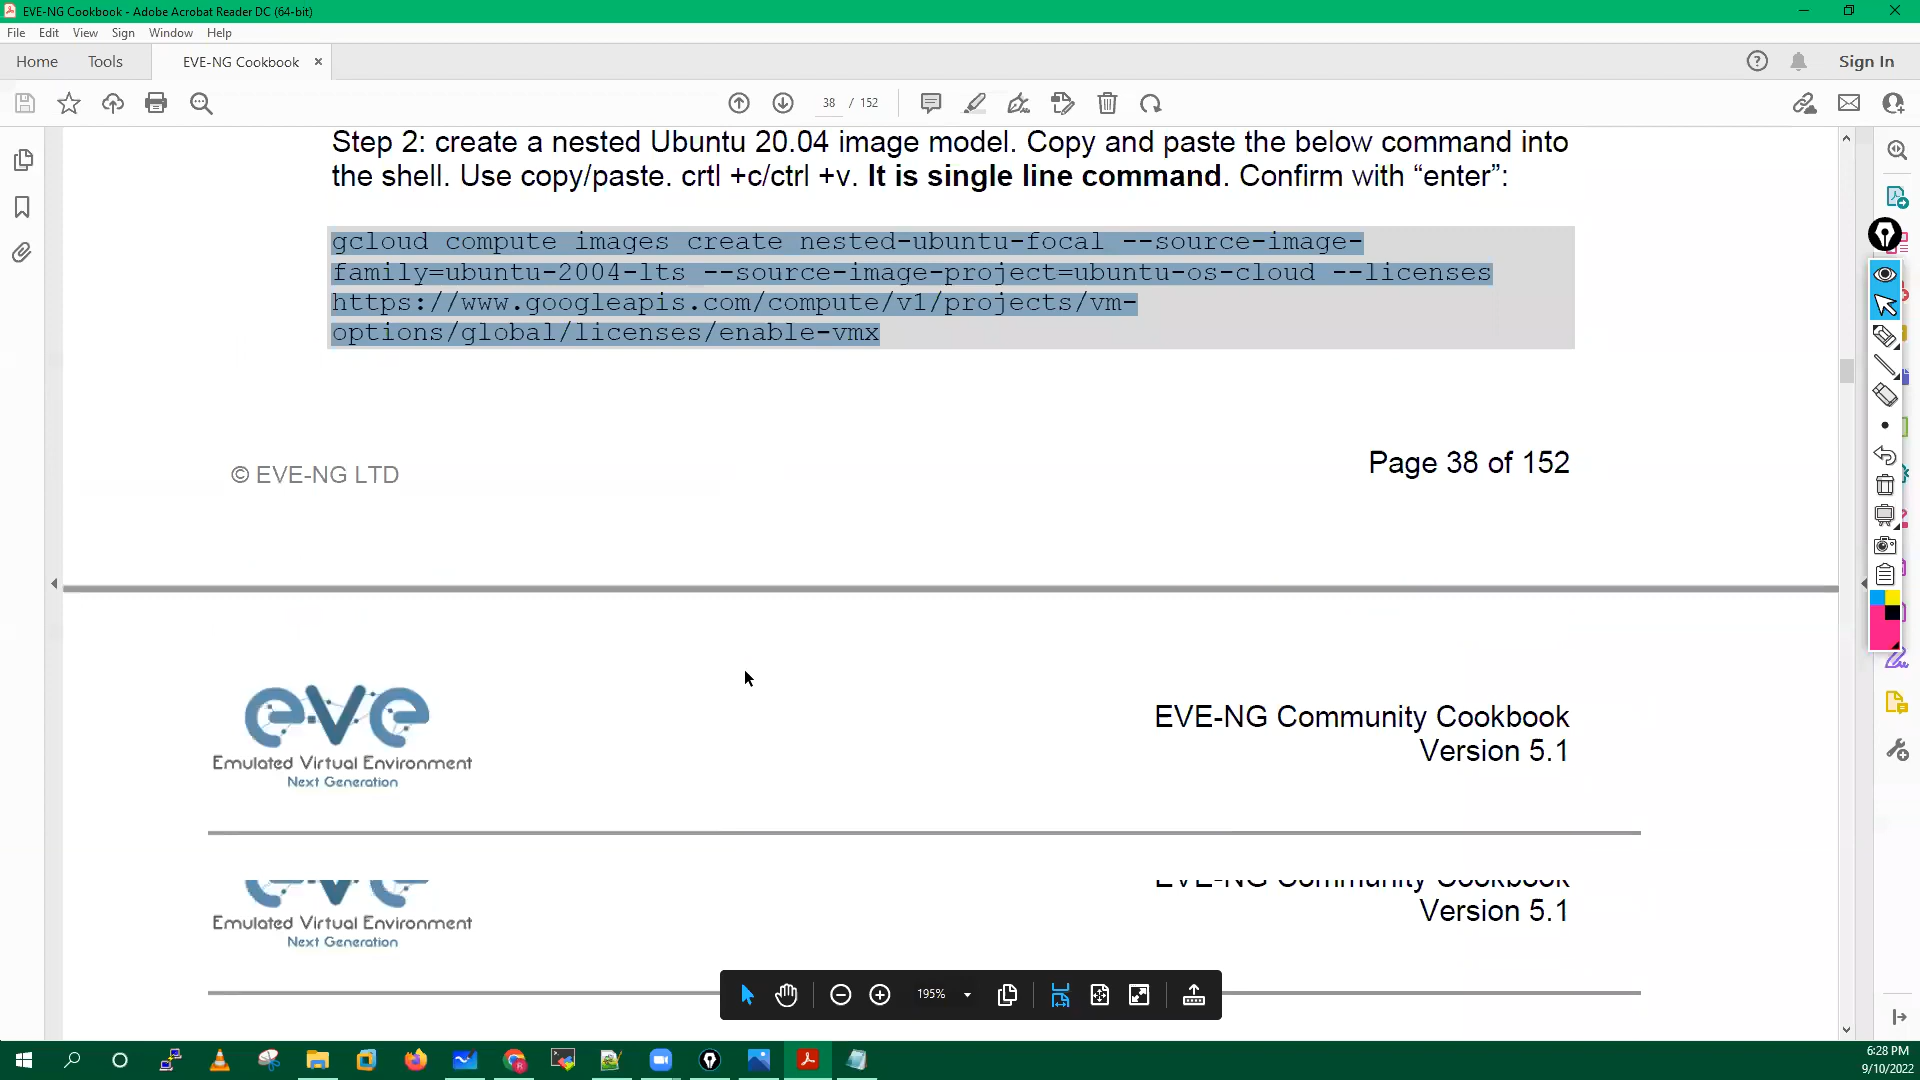 EVE-NG Cookbook - Adobe Acrobat Reader DC (64-bit)
File Edit View Sign Window Help
Home Tools EVE-NG Cookbook Sign In
38 / 152
Step 2: create a nested Ubuntu 20.04 image model. Copy and paste the below command into
the shell. Use copy/paste. crtl +c/ctrl +v. It is single line command. Confirm with “enter”:
gcloud compute images create nested-ubuntu-focal --source-image-
family=ubuntu-2004-lts --source-image-project=ubuntu-os-cloud --licenses
https://www.googleapis.com/compute/v1/projects/vm-
options/global/licenses/enable-vmx
© EVE-NG LTD
Page 38 of 152
eve
Emulated Virtual Environment
Next Generation
EVE-NG Community Cookbook
Version 5.1
eve
Emulated Virtual Environment
Next Generation
EVE-NG Community Cookbook
Version 5.1
195%
6:28 PM
9/10/2022